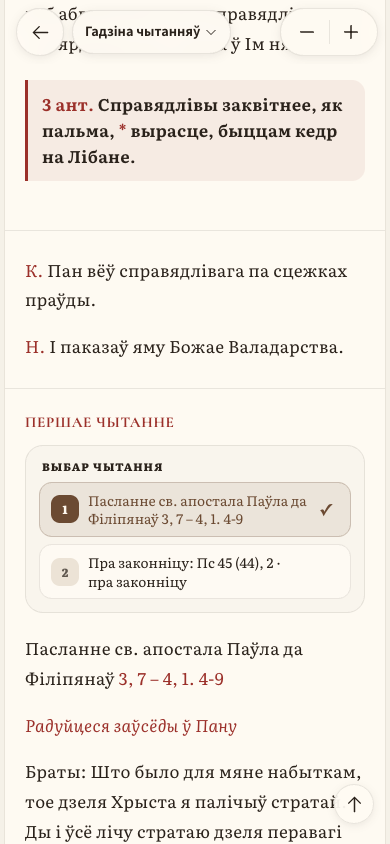 Гадзіна чытанняў
ў Ім
3 ант. Справядлівы заквітнее, як
пальма, * вырасце, быццам кедр
на Лібане.
К. Пан вёў справядлівага па сцежках
праўды.
Н. І паказаў яму Божае Валадарства.
ПЕРШАЕ ЧЫТАННЕ
ВЫБАР ЧЫТАННЯ
1
Пасланне св. апостала Паўла да
Філіпянаў 3, 7 – 4, 1. 4-9
2
Пра законніцу: Пс 45 (44), 2 ·
пра законніцу
Пасланне св. апостала Паўла да
Філіпянаў 3, 7 – 4, 1. 4-9
Радуйцеся заўсёды ў Пану
Браты: Што было для мяне набыткам,
тое дзеля Хрыста я палічыў стратай.
Ды і ўсё лічу стратаю дзеля перавагі